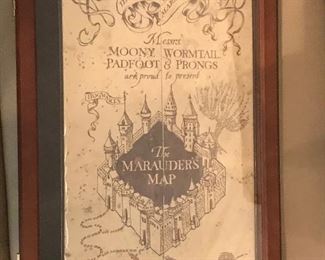 Messrs
MOONY, WORMTAIL,
PADFOOT & PRONGS
are proud to present
The
MARAUDER'S
MAP